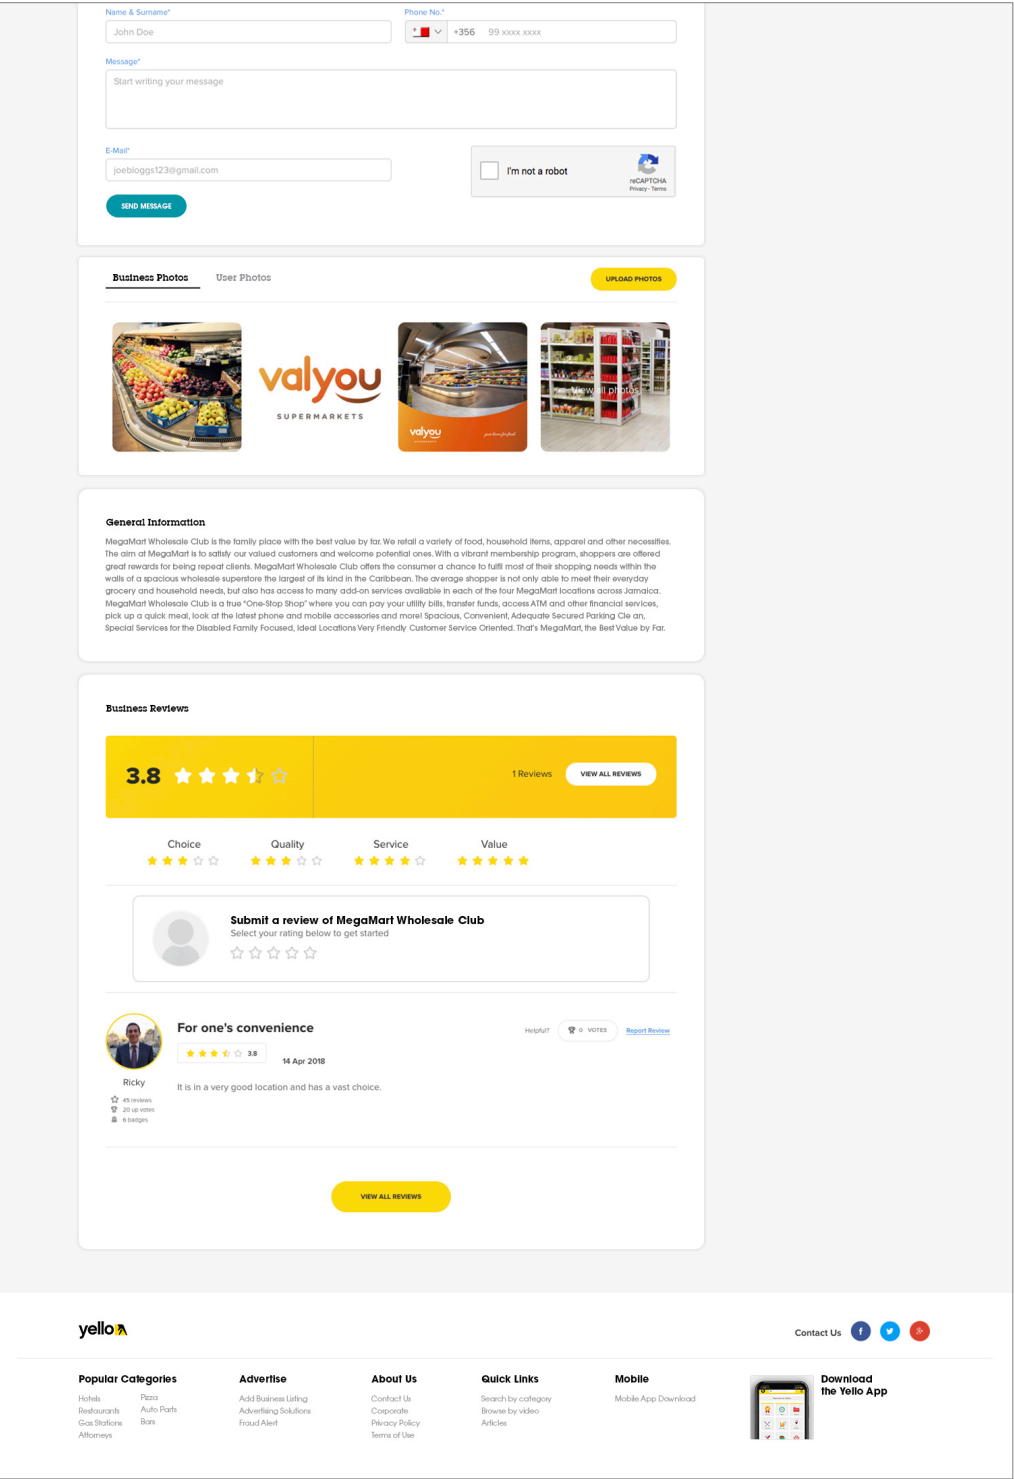 Name & Surname*
Phone No.*
John Doe
+356 99 xxxx xxxx
Message*
Start writing your message
E-Mail*
joebloggs123@gmail.com
I'm not a robot
reCAPTCHA
Privacy - Terms
SEND MESSAGE
Business Photos
User Photos
UPLOAD PHOTOS
valyou
SUPERMARKETS
valyou
your home for food
View all photos
General Information
MegaMart Wholesale Club is the family place with the best value by far. We retail a variety of food, household items, apparel and other necessities.
The aim at MegaMart is to satisfy our valued customers and welcome potential ones. With a vibrant membership program, shoppers are offered
great rewards for being repeat clients. MegaMart Wholesale Club offers the consumer a chance to fulfil most of their shopping needs within the
walls of a spacious wholesale superstore the largest of its kind in the Caribbean. The average shopper is not only able to meet their everyday
grocery and household needs, but also has access to many add-on services available in each of the four MegaMart locations across Jamaica.
MegaMart Wholesale Club is a true "One-Stop Shop" where you can pay your utility bills, transfer funds, access ATM and other financial services,
pick up a quick meal, look at the latest phone and mobile accessories and more! Spacious, Convenient, Adequate Secured Parking Cle an,
Special Services for the Disabled Family Focused, Ideal Locations Very Friendly Customer Service Oriented. That's MegaMart, the Best Value by Far.
Business Reviews
3.8
1 Reviews
VIEW ALL REVIEWS
Choice
Quality
Service
Value
Submit a review of MegaMart Wholesale Club
Select your rating below to get started
For one's convenience
Helpful?
0 VOTES
Report Review
3.8
14 Apr 2018
Ricky
It is in a very good location and has a vast choice.
45 reviews
20 up votes
6 badges
VIEW ALL REVIEWS
yello
Contact Us
Popular Categories
Hotels
Restaurants
Gas Stations
Attorneys
Pizza
Auto Parts
Bars
Advertise
Add Business Listing
Advertising Solutions
Fraud Alert
About Us
Contact Us
Corporate
Privacy Policy
Terms of Use
Quick Links
Search by category
Browse by video
Articles
Mobile
Mobile App Download
Download
the Yello App